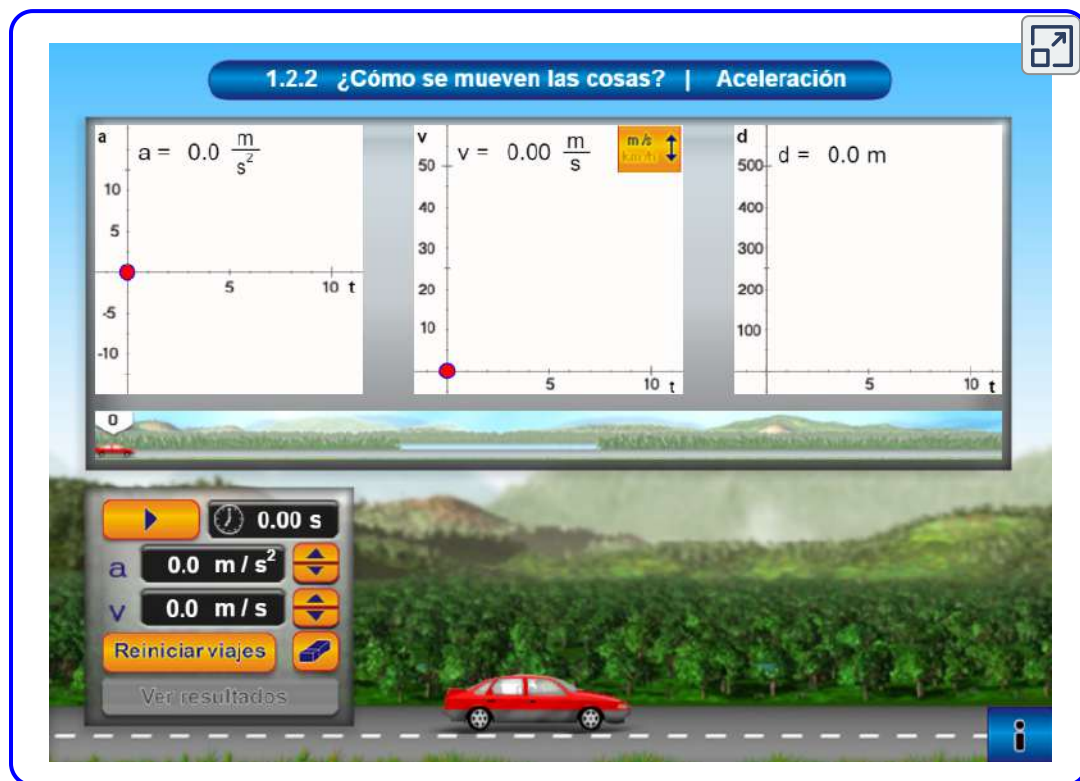 1.2.2 ¿Cómo se mueven las cosas? | Aceleración
a
a = 0.0 m/s²
10
5
-5
-10
5
10 t
v
v = 0.00 m/s
m/s
km/h
50
40
30
20
10
5
10 t
d
d = 0.0 m
500
400
300
200
100
5
10 t
0
0.00 s
a 0.0 m / s²
v 0.0 m / s
Reiniciar viajes
Ver resultados
i